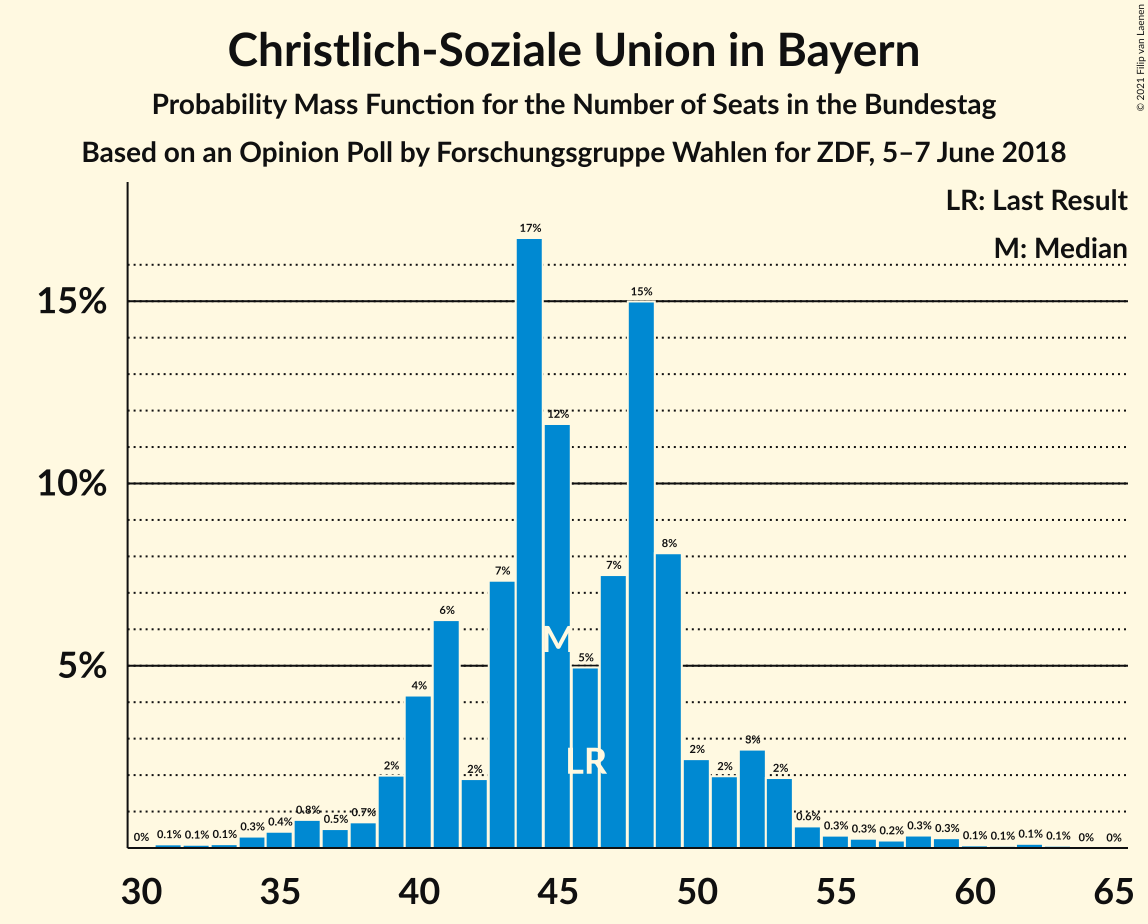 Christlich-Soziale Union in Bayern
Probability Mass Function for the Number of Seats in the Bundestag
Based on an Opinion Poll by Forschungsgruppe Wahlen for ZDF, 5–7 June 2018
© 2021 Filip van Laenen
LR: Last Result
M: Median
15%
10%
5%
0% 0.1% 0.1% 0.1% 0.3% 0.4% 0.8% 0.5% 0.7% 2% 4% 6% 2% 7% 17% 12% 5% 7% 15% 8% 2% 2% 3% 2% 0.6% 0.3% 0.3% 0.2% 0.3% 0.3% 0.1% 0.1% 0.1% 0.1% 0% 0%
M
LR
30 35 40 45 50 55 60 65